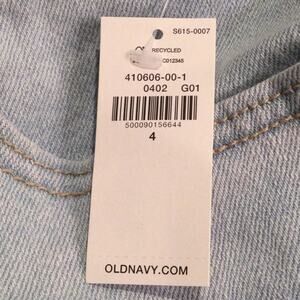 S615-0007
RECYCLED
C012345
410606-00-1
0402 G01
500090156644
4
OLDNAVY.COM